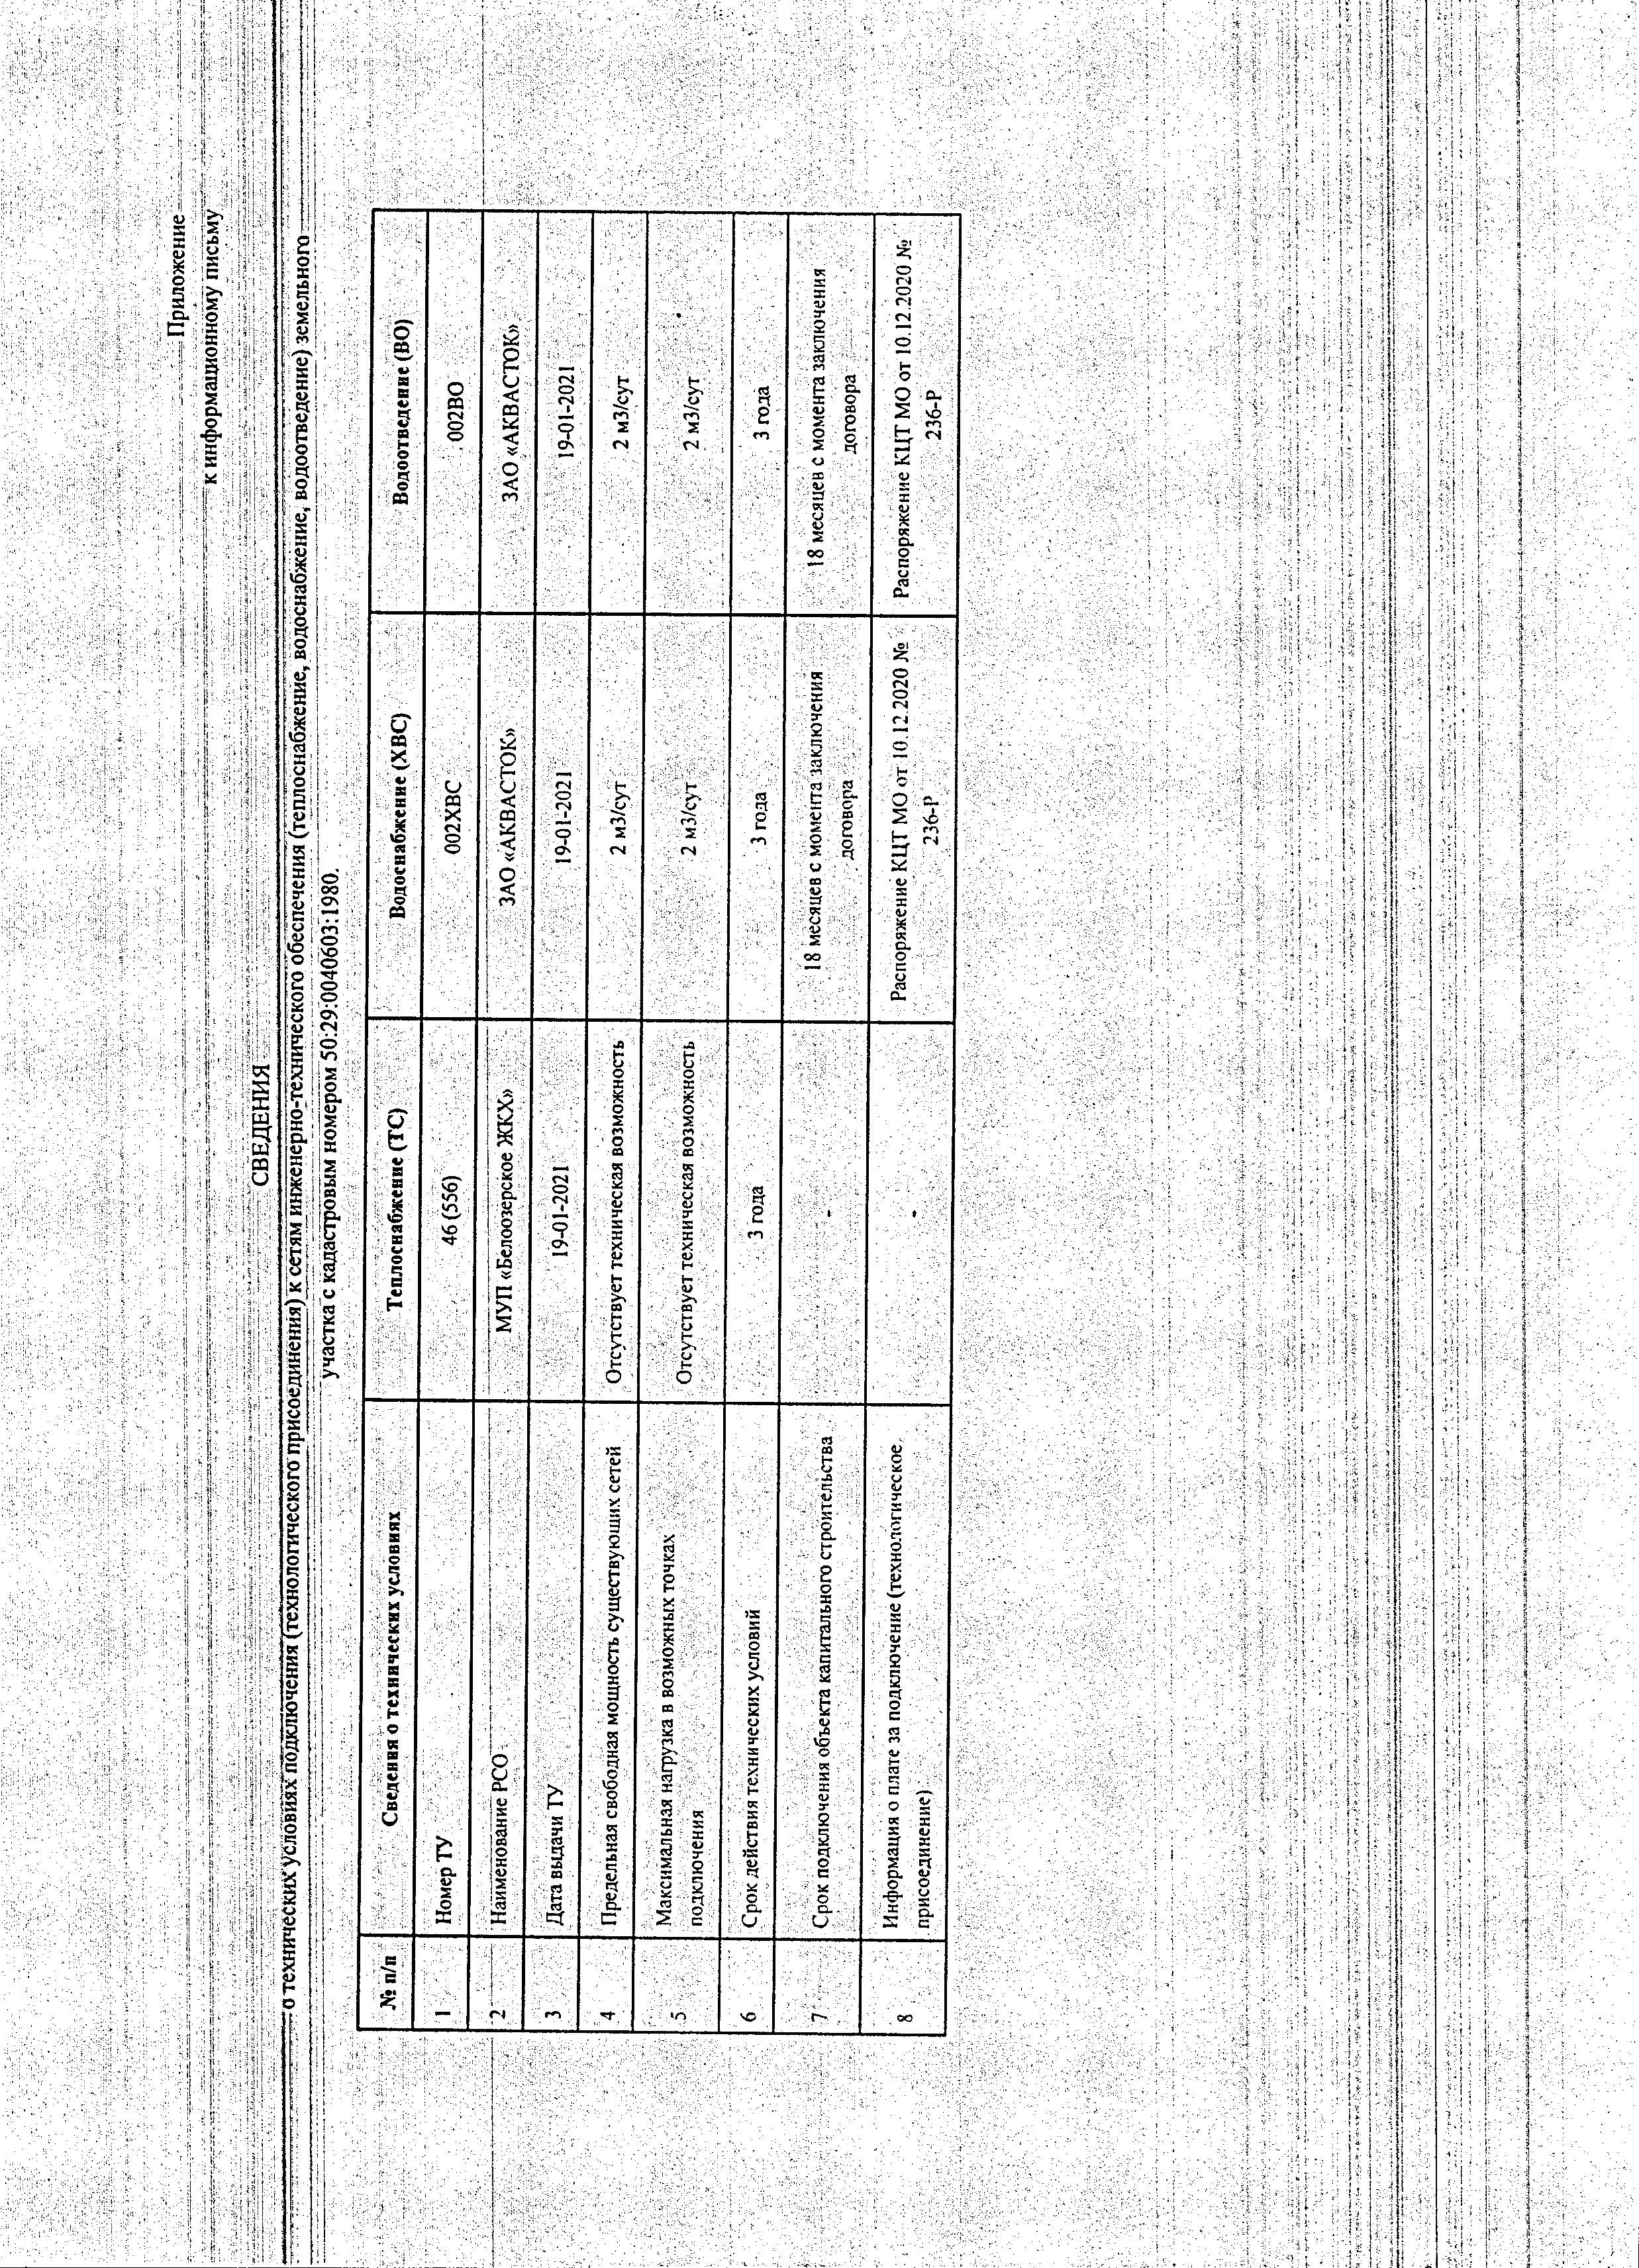 Приложение
к информационному письму
СВЕДЕНИЯ
о технических условиях подключения (технологического присоединения) к сетям инженерно-технического обеспечения (теплоснабжение, водоснабжение, водоотведение) земельного
участка с кадастровым номером 50:29:0040603:1980.
№ п/п Сведения о технических условиях Теплоснабжение (ТС) Водоснабжение (ХВС) Водоотведение (ВО)
1 Номер ТУ 46 (556) 002ХВС 002ВО
2 Наименование РСО МУП «Белоозерское ЖКХ» ЗАО «АКВАСТОК» ЗАО «АКВАСТОК»
3 Дата выдачи ТУ 19-01-2021 19-01-2021 19-01-2021
4 Предельная свободная мощность существующих сетей Отсутствует техническая возможность 2 м3/сут 2 м3/сут
5 Максимальная нагрузка в возможных точках
подключения Отсутствует техническая возможность 2 м3/сут 2 м3/сут
6 Срок действия технических условий 3 года 3 года 3 года
7 Срок подключения объекта капитального строительства - 18 месяцев с момента заключения
договора 18 месяцев с момента заключения
договора
8 Информация о плате за подключение (технологическое
присоединение) - Распоряжение КЦТ МО от 10.12.2020 №
236-Р Распоряжение КЦТ МО от 10.12.2020 №
236-Р